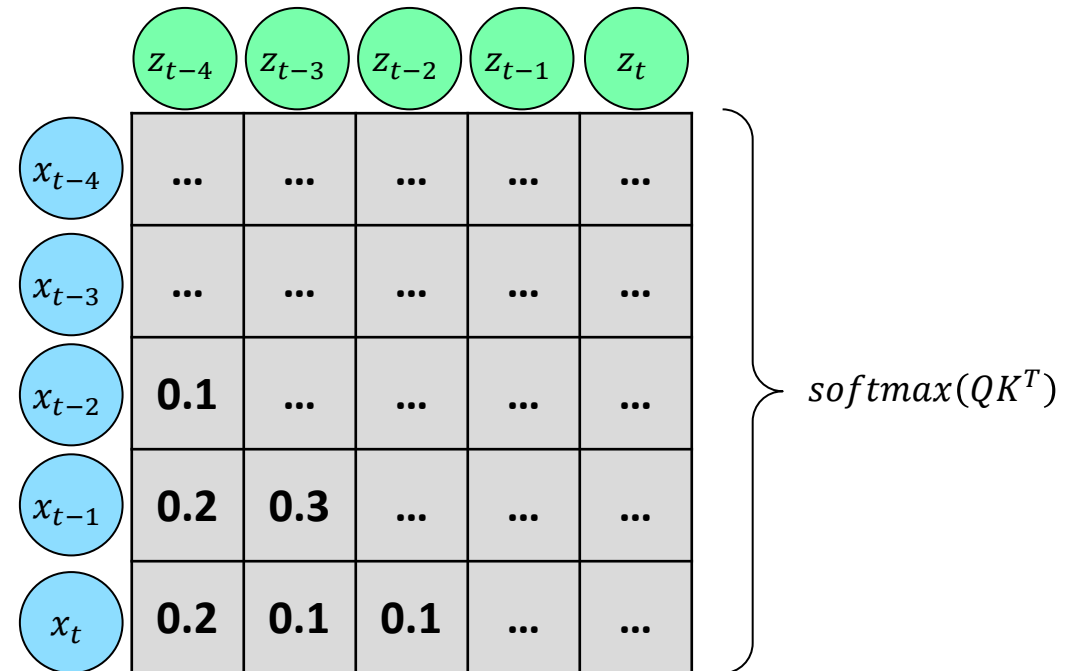 z_{t−4} z_{t−3} z_{t−2} z_{t−1} z_t
x_{t−4} ... ... ... ... ...
x_{t−3} ... ... ... ... ...
x_{t−2} 0.1 ... ... ... ... softmax(QK^T)
x_{t−1} 0.2 0.3 ... ... ...
x_t 0.2 0.1 0.1 ... ...